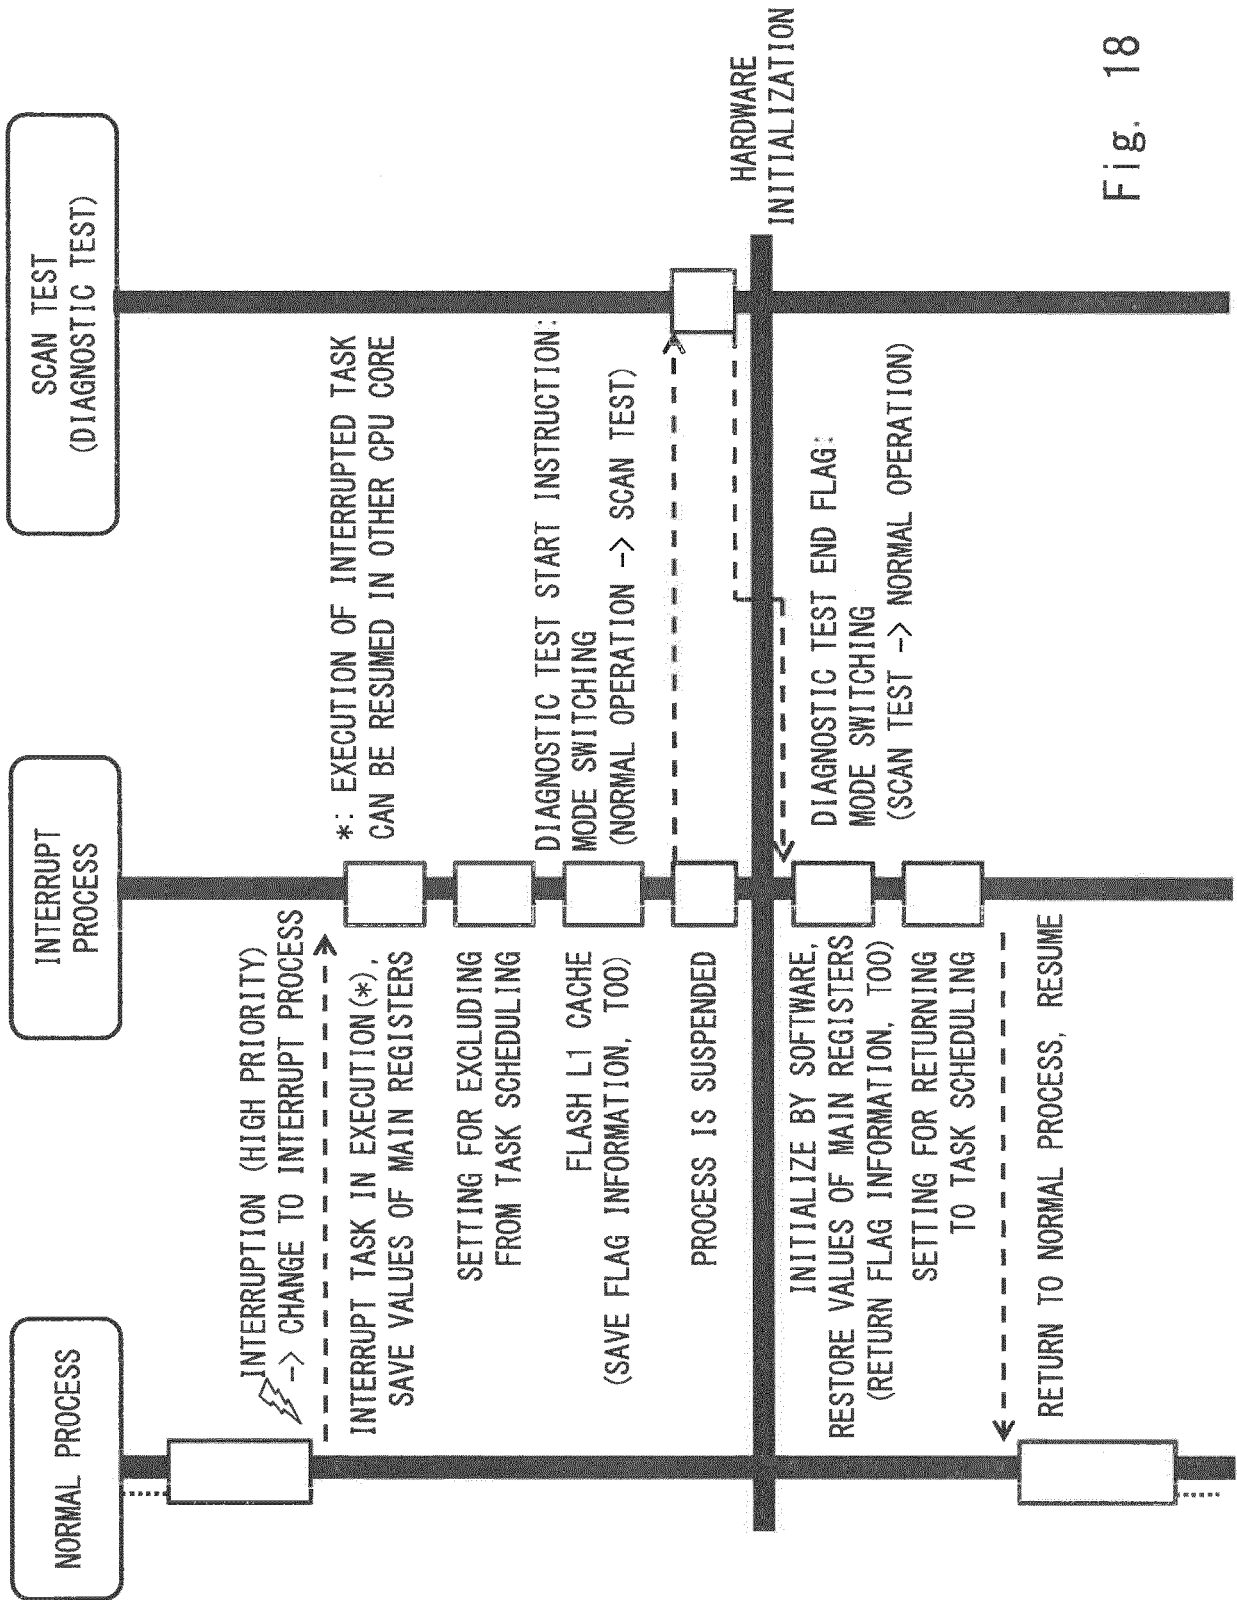 NORMAL PROCESS
INTERRUPT
PROCESS
SCAN TEST
(DIAGNOSTIC TEST)
INTERRUPTION (HIGH PRIORITY)
-> CHANGE TO INTERRUPT PROCESS
INTERRUPT TASK IN EXECUTION(*),
SAVE VALUES OF MAIN REGISTERS
*: EXECUTION OF INTERRUPTED TASK
CAN BE RESUMED IN OTHER CPU CORE
SETTING FOR EXCLUDING
FROM TASK SCHEDULING
FLASH L1 CACHE
(SAVE FLAG INFORMATION, TOO)
DIAGNOSTIC TEST START INSTRUCTION:
MODE SWITCHING
(NORMAL OPERATION -> SCAN TEST)
PROCESS IS SUSPENDED
HARDWARE
INITIALIZATION
INITIALIZE BY SOFTWARE,
RESTORE VALUES OF MAIN REGISTERS
(RETURN FLAG INFORMATION, TOO)
DIAGNOSTIC TEST END FLAG:
MODE SWITCHING
(SCAN TEST -> NORMAL OPERATION)
SETTING FOR RETURNING
TO TASK SCHEDULING
RETURN TO NORMAL PROCESS, RESUME
Fig. 18